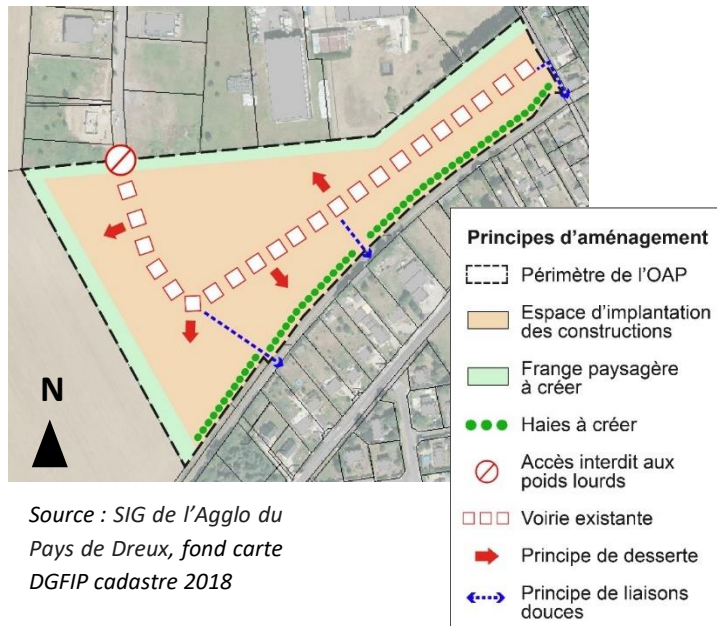 N
Source : SIG de l'Agglo du
Pays de Dreux, fond carte
DGFIP cadastre 2018
Principes d'aménagement
Périmètre de l'OAP
Espace d'implantation
des constructions
Frange paysagère
à créer
Haies à créer
Accès interdit aux
poids lourds
Voirie existante
Principe de desserte
Principe de liaisons
douces